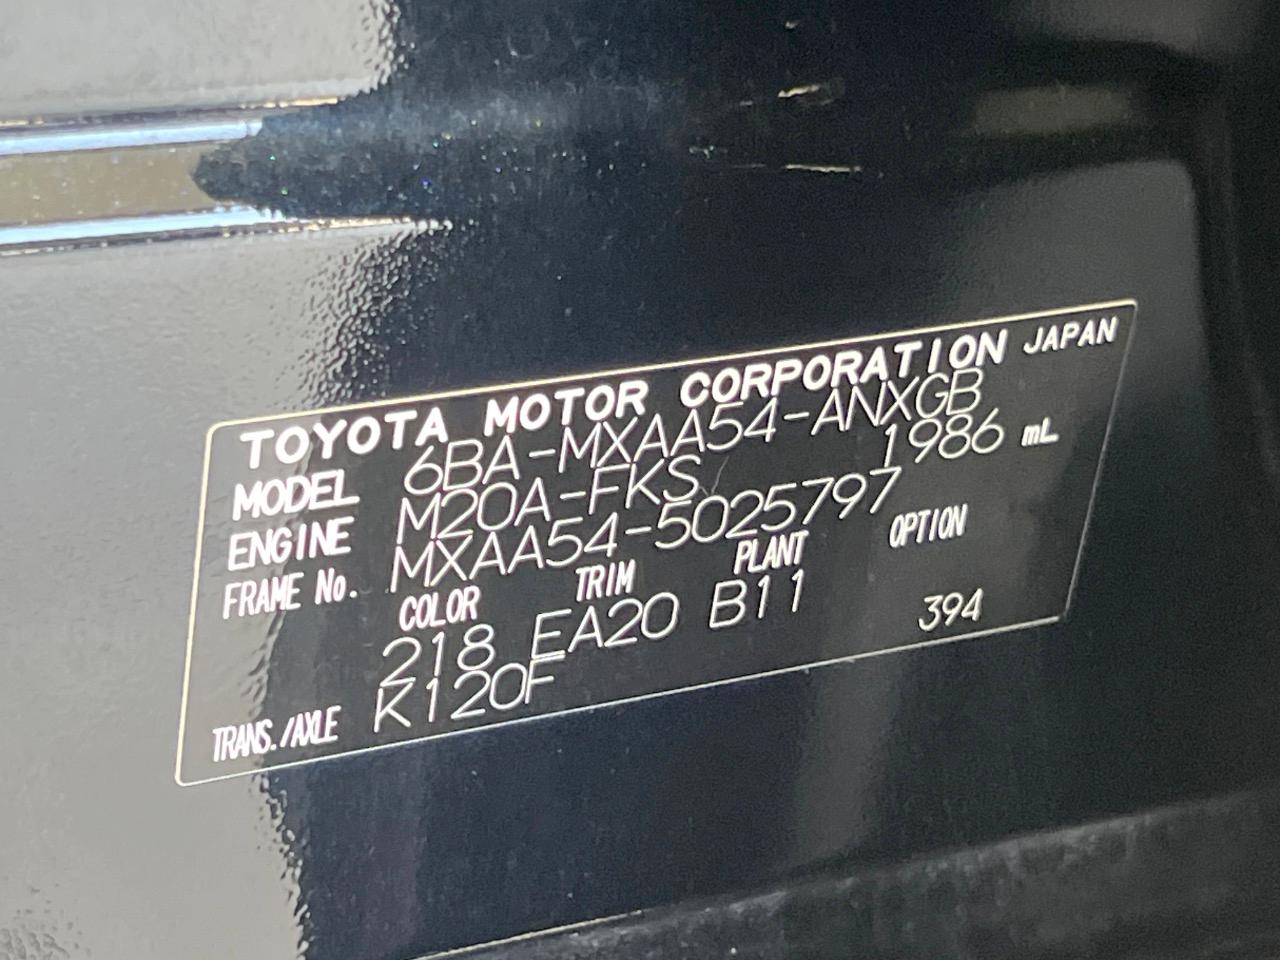 TOYOTA MOTOR CORPORATION JAPAN
MODEL 6BA-MXAA54-ANXGB
ENGINE M20A-FKS 1986 mL
FRAME No. MXAA54-5025797
COLOR TRIM PLANT OPTION
218 EA20 B11 394
TRANS./AXLE K120F